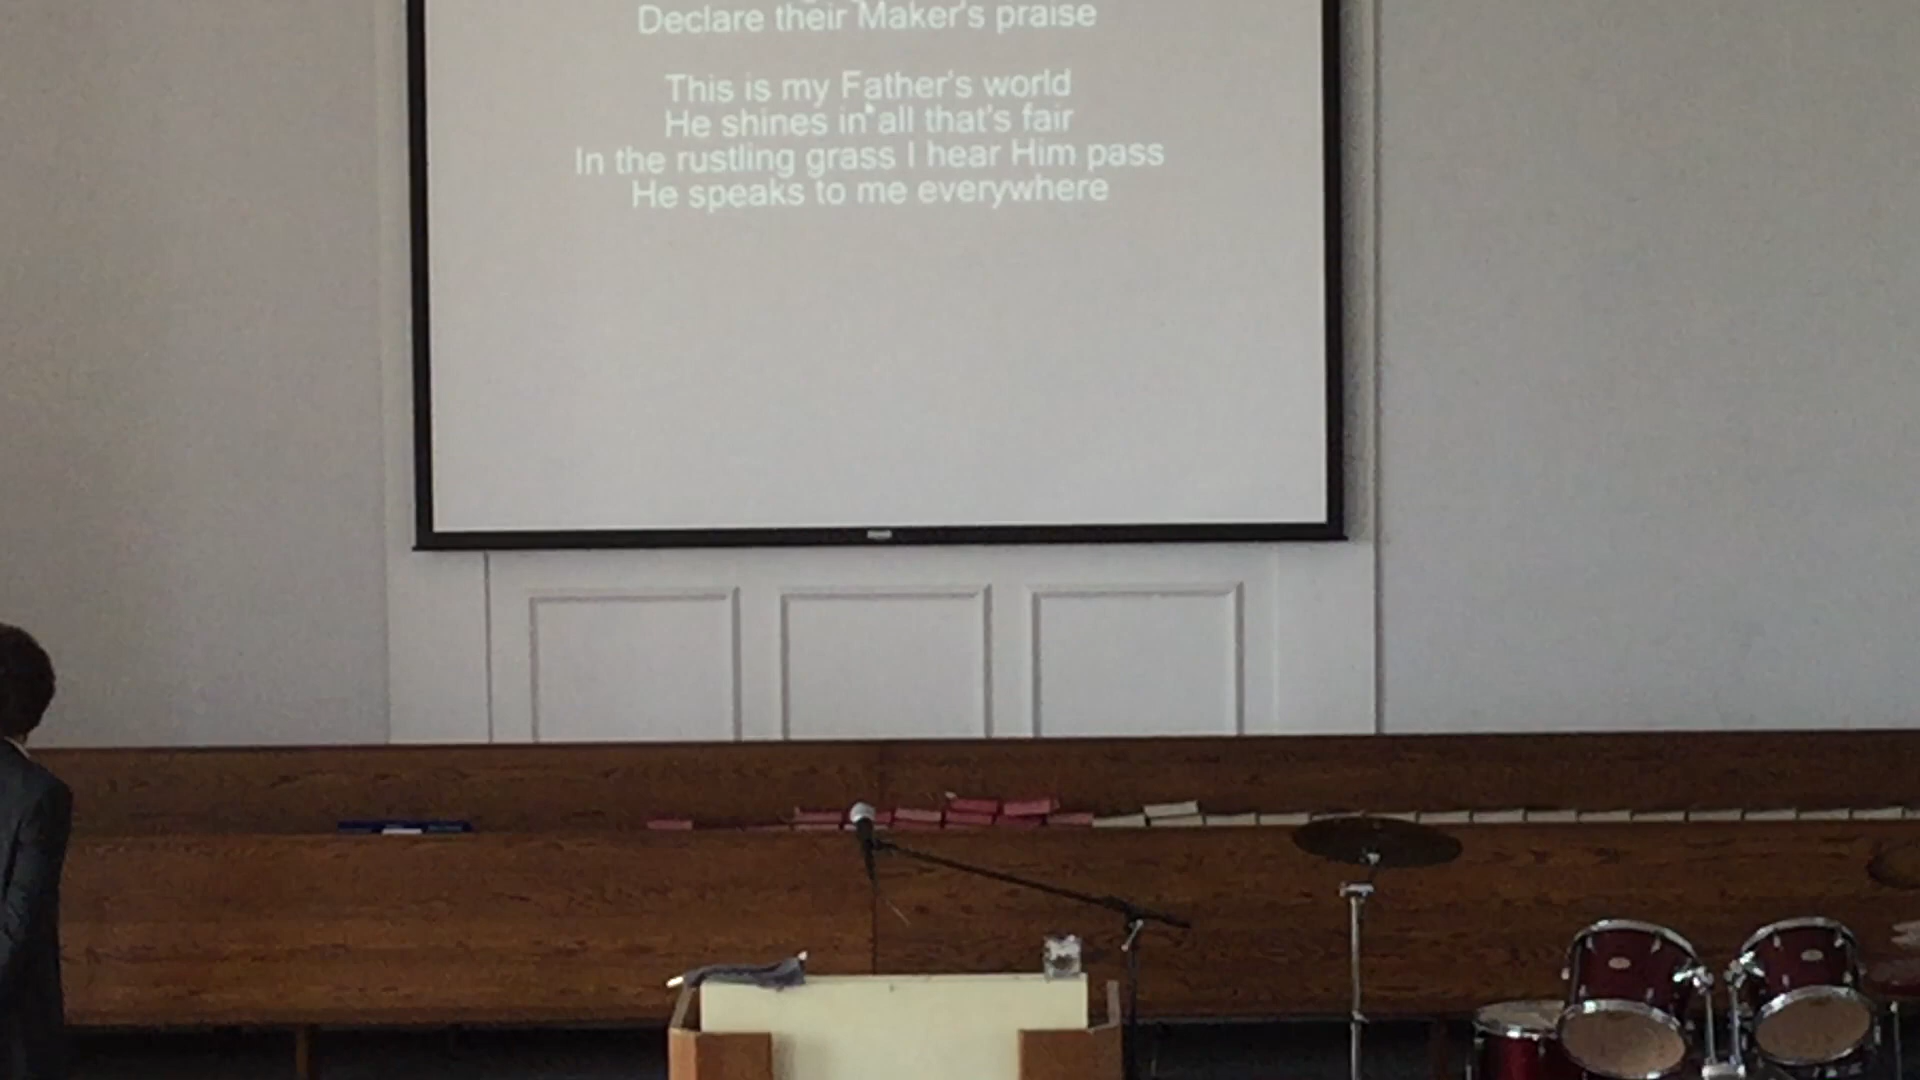 Declare their Maker's praise
This is my Father's world
He shines in all that's fair
In the rustling grass I hear Him pass
He speaks to me everywhere